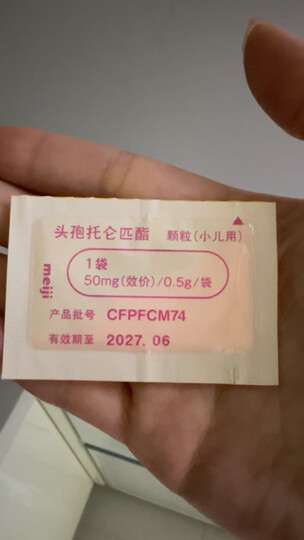 头孢托仑匹酯 颗粒(小儿用)
meiji
1袋
50mg(效价)/0.5g/袋
产品批号 CFPFCM74
有效期至 2027. 06